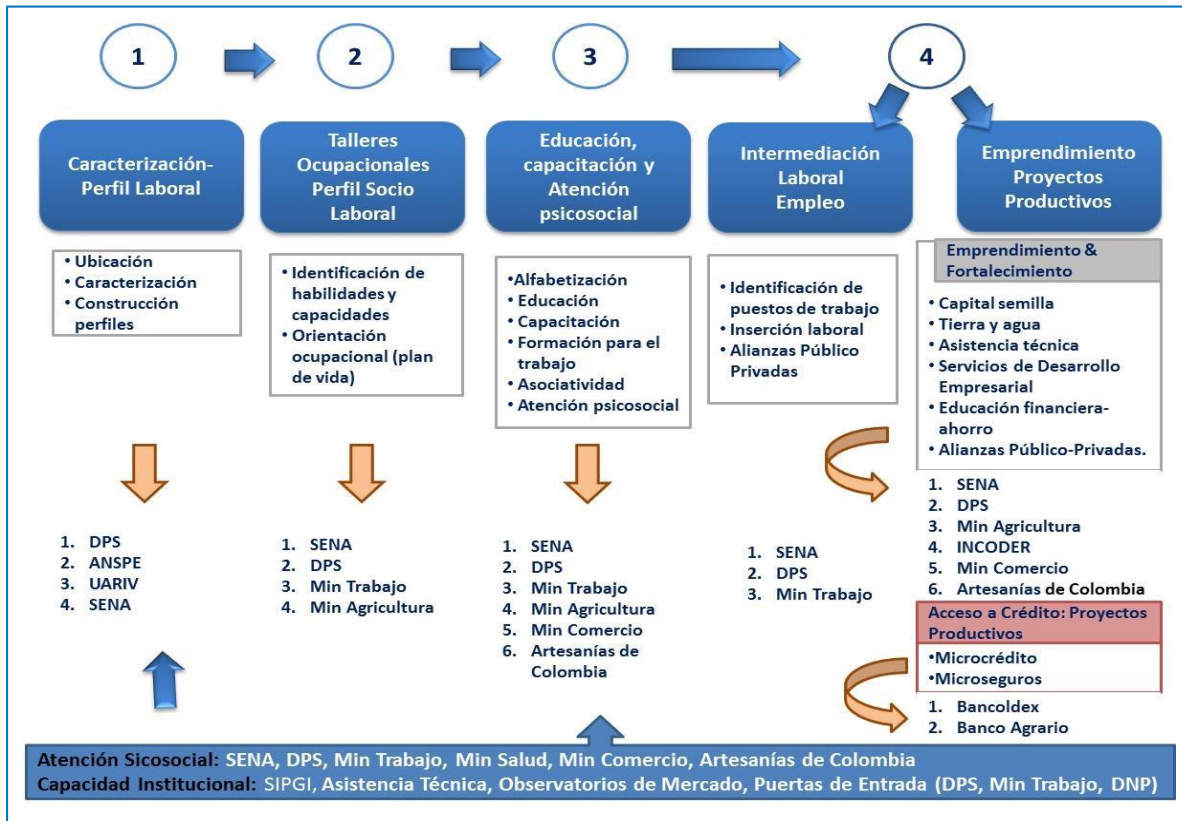 1
2
3
4
Caracterización-
Perfil Laboral
Talleres
Ocupacionales
Perfil Socio
Laboral
Educación,
capacitación y
Atención
psicosocial
Intermediación
Laboral
Empleo
Emprendimiento
Proyectos
Productivos
• Ubicación
• Caracterización
• Construcción
perfiles
• Identificación de
habilidades y
capacidades
• Orientación
ocupacional (plan
de vida)
•Alfabetización
• Educación
• Capacitación
• Formación para el
trabajo
• Asociatividad
• Atención psicosocial
• Identificación de
puestos de trabajo
• Inserción laboral
• Alianzas Público
Privadas
Emprendimiento &
Fortalecimiento
• Capital semilla
• Tierra y agua
• Asistencia técnica
• Servicios de Desarrollo
Empresarial
• Educación financiera-
ahorro
• Alianzas Público-Privadas.
1. DPS
2. ANSPE
3. UARIV
4. SENA
1. SENA
2. DPS
3. Min Trabajo
4. Min Agricultura
1. SENA
2. DPS
3. Min Trabajo
4. Min Agricultura
5. Min Comercio
6. Artesanías de
Colombia
1. SENA
2. DPS
3. Min Trabajo
1. SENA
2. DPS
3. Min Agricultura
4. INCODER
5. Min Comercio
6. Artesanías de Colombia
Acceso a Crédito: Proyectos
Productivos
•Microcrédito
•Microseguros
1. Bancoldex
2. Banco Agrario
Atención Sicosocial: SENA, DPS, Min Trabajo, Min Salud, Min Comercio, Artesanías de Colombia
Capacidad Institucional: SIPGI, Asistencia Técnica, Observatorios de Mercado, Puertas de Entrada (DPS, Min Trabajo, DNP)